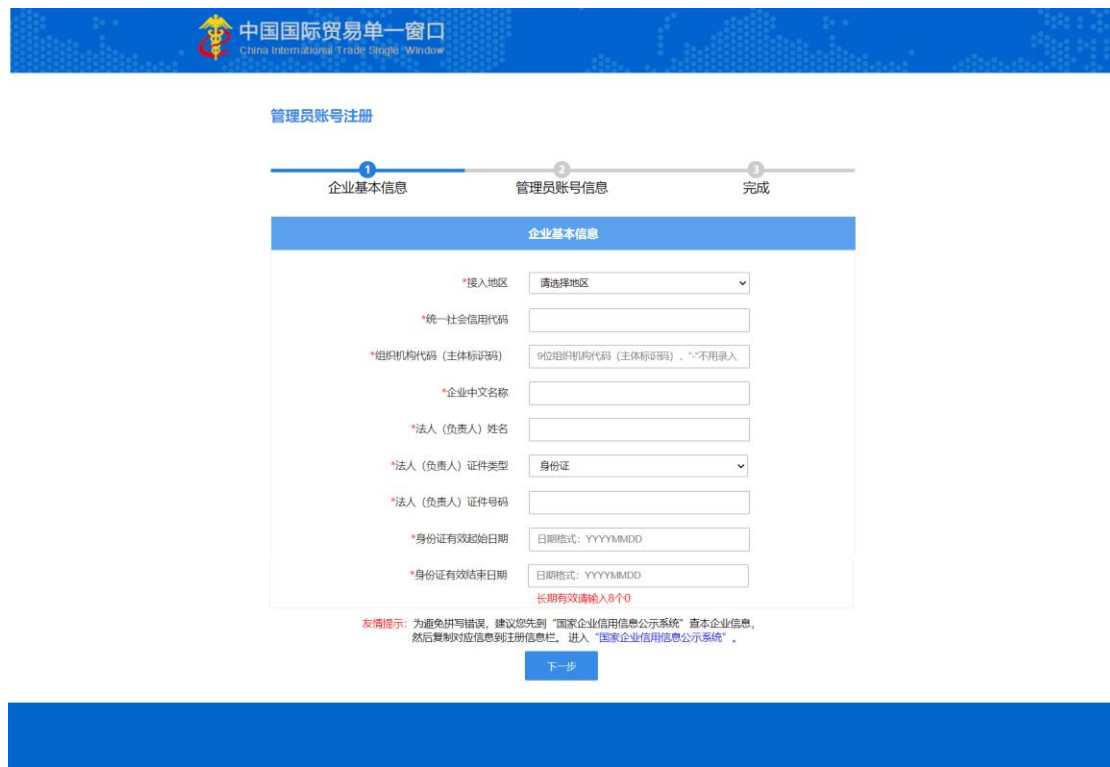 中国国际贸易单一窗口
China International Trade Single Window
管理员账号注册
1 2 3
企业基本信息 管理员账号信息 完成
企业基本信息
*接入地区 请选择地区
*统一社会信用代码
*组织机构代码（主体标识码） 9位组织机构代码（主体标识码）, "-"不用录入
*企业中文名称
*法人（负责人）姓名
*法人（负责人）证件类型 身份证
*法人（负责人）证件号码
*身份证有效起始日期 日期格式：YYYYMMDD
*身份证有效结束日期 日期格式：YYYYMMDD
长期有效请输入8个0
友情提示：为避免拼写错误，建议您先到“国家企业信用信息公示系统”查本企业信息，
然后复制对应信息到注册信息栏。进入“国家企业信用信息公示系统”。
下一步